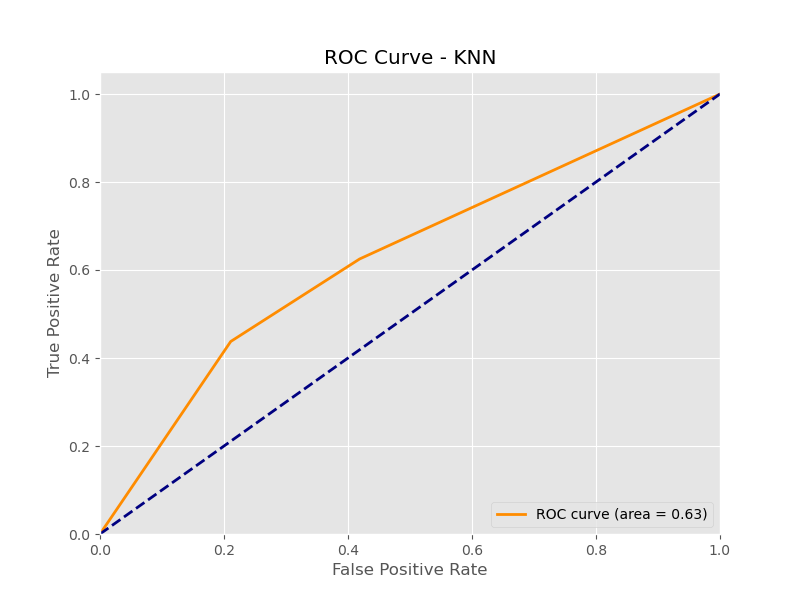 ROC Curve - KNN
True Positive Rate
1.0
0.8
0.6
0.4
0.2
0.0
ROC curve (area = 0.63)
0.0 0.2 0.4 0.6 0.8 1.0
False Positive Rate